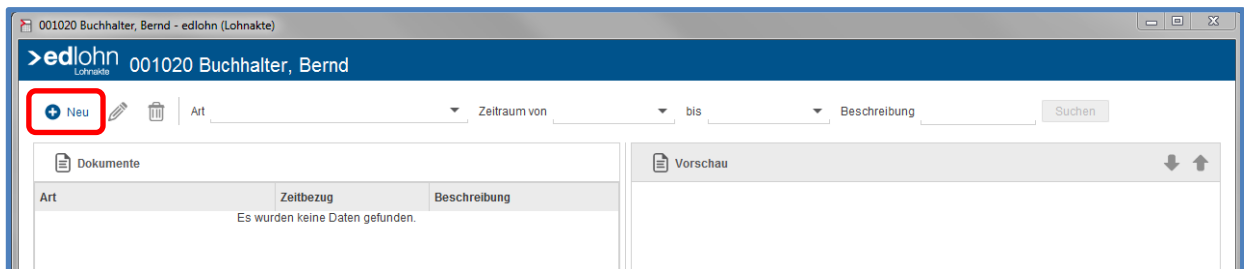 001020 Buchhalter, Bernd - edlohn (Lohnakte)
>edlohn
Lohnakte
001020 Buchhalter, Bernd
Neu Art Zeitraum von bis Beschreibung Suchen
Dokumente Vorschau
Art Zeitbezug Beschreibung
Es wurden keine Daten gefunden.